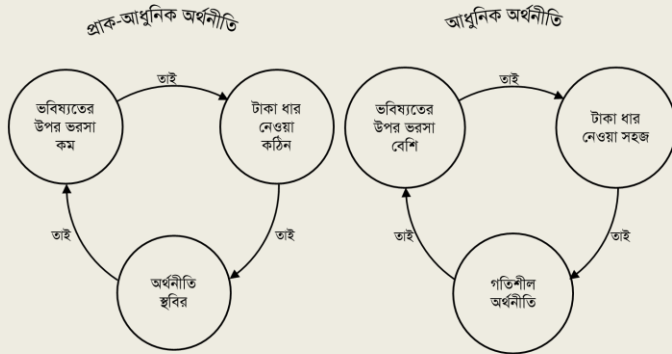 প্রাক-আধুনিক অর্থনীতি
তাই
ভবিষ্যতের
উপর ভরসা
কম
টাকা ধার
নেওয়া
কঠিন
তাই
তাই
অর্থনীতি
স্থবির
আধুনিক অর্থনীতি
তাই
ভবিষ্যতের
উপর ভরসা
বেশি
টাকা ধার
নেওয়া সহজ
তাই
তাই
গতিশীল
অর্থনীতি